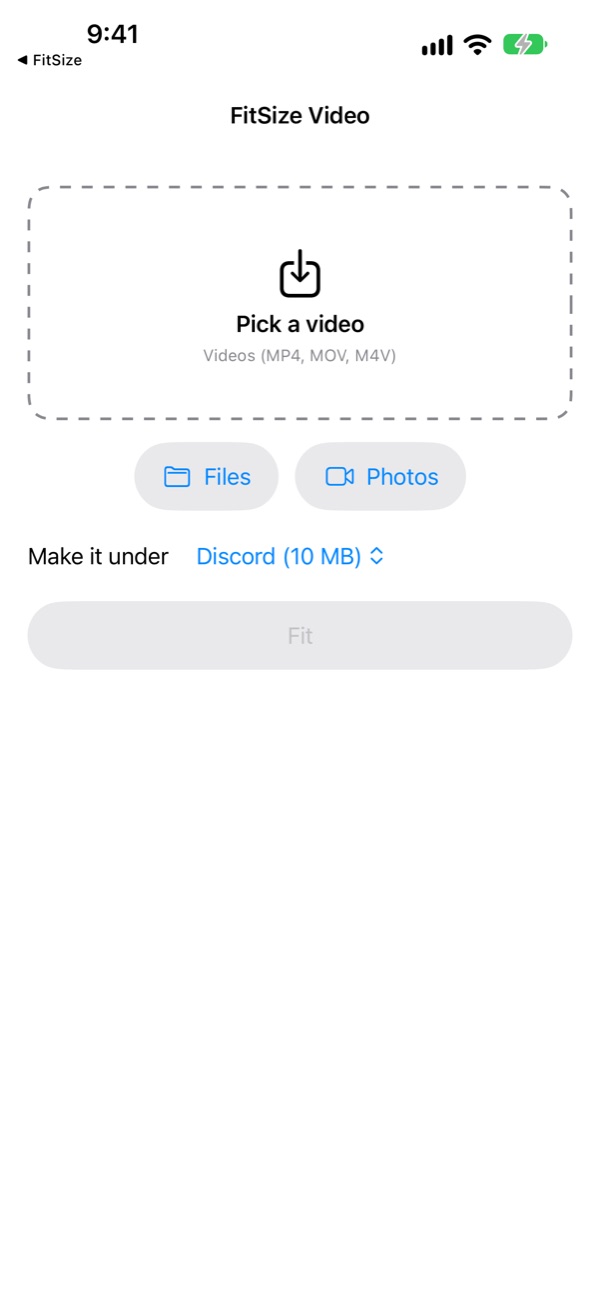 9:41
◀ FitSize
FitSize Video
Pick a video
Videos (MP4, MOV, M4V)
Files
Photos
Make it under Discord (10 MB)
Fit